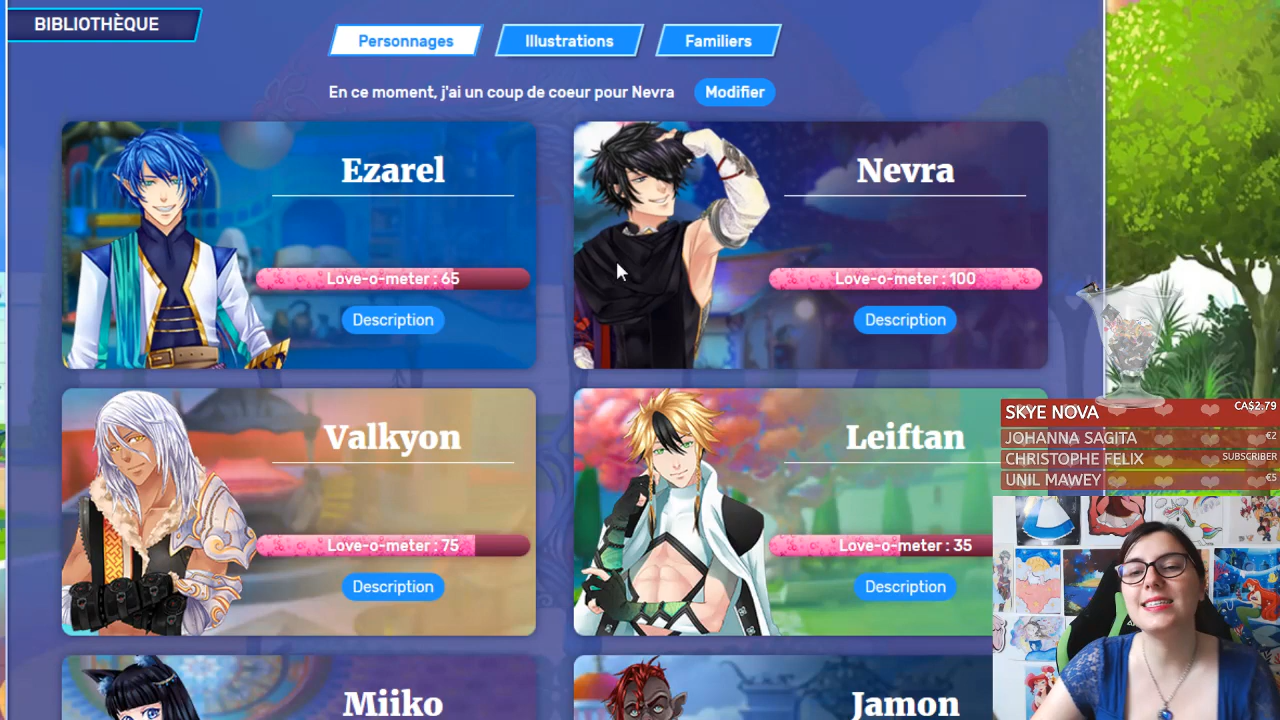 BIBLIOTHÈQUE
Personnages
Illustrations
Familiers
En ce moment, j'ai un coup de coeur pour Nevra
Modifier
Ezarel
Love-o-meter : 65
Description
Nevra
Love-o-meter : 100
Description
Valkyon
Love-o-meter : 75
Description
Leiftan
Love-o-meter : 35
Description
Miiko
Jamon
SKYE NOVA CA$2.79
JOHANNA SAGITA €2
CHRISTOPHE FELIX SUBSCRIBER
UNIL MAWEY €5